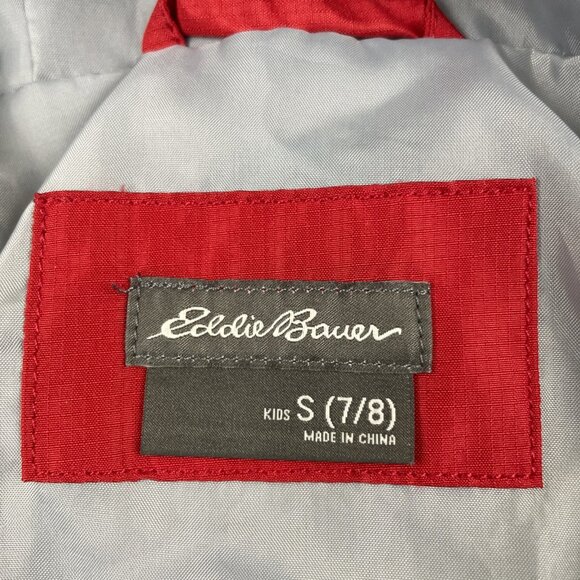 Eddie Bauer
KIDS S (7/8)
MADE IN CHINA